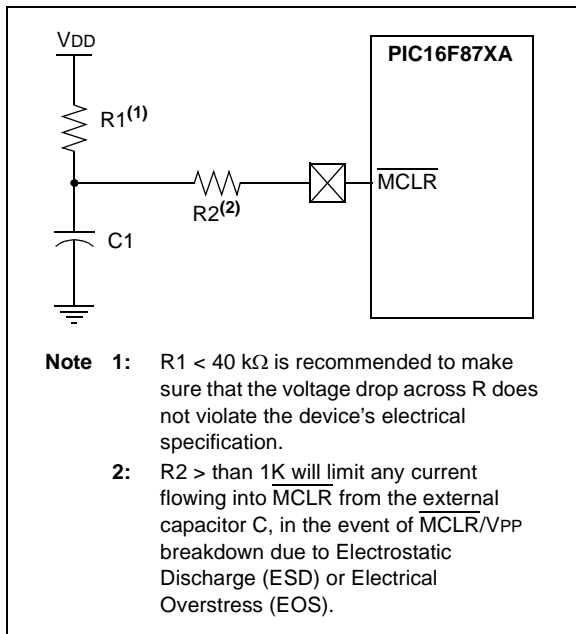 VDD
PIC16F87XA
R1(1)
MCLR
R2(2)
C1
Note 1: R1 < 40 kΩ is recommended to make
sure that the voltage drop across R does
not violate the device's electrical
specification.
2: R2 > than 1K will limit any current
flowing into MCLR from the external
capacitor C, in the event of MCLR/VPP
breakdown due to Electrostatic
Discharge (ESD) or Electrical
Overstress (EOS).